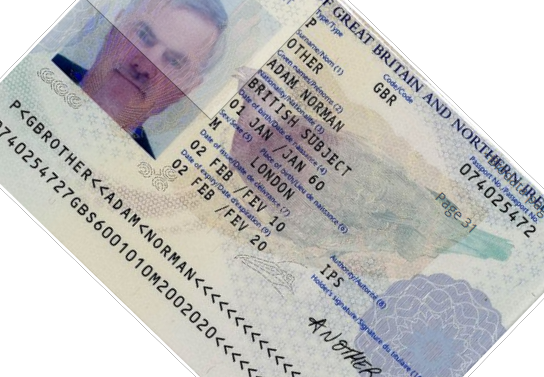 F GREAT BRITAIN AND NORTHERN IRE
Type/Type
P
Code/Code
GBR
Passport No./Passeport No.
074025472
Surname/Nom (1)
OTHER
Given names/Prénoms (2)
ADAM NORMAN
Nationality/Nationalité (3)
BRITISH SUBJECT
Date of birth/Date de naissance (4)
01 JAN /JAN 60
Sex/Sexe (5)
M
Place of birth/Lieu de naissance (6)
LONDON
Date of issue/Date de délivrance (7)
02 FEB /FEV 10
Authority/Autorité (8)
IPS
Date of expiry/Date d'expiration (9)
02 FEB /FEV 20
Holder's signature/Signature du titulaire (10)
A NOTHER
Page 31
P<GBROTHER<<ADAM<NORMAN<<<<<<<<<
0740254727GBS6001010M2002020<<<<<